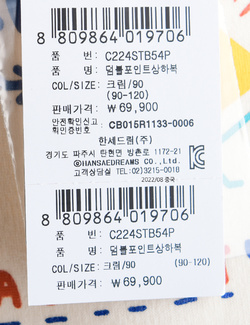 8 809864 019706
품 번: C224STB54P
품 명: 덤블포인트상하복
COL/SIZE: 크림/90
(90-120)
판매가격: ₩ 69,900
안전확인신고
확인증번호 : CB015R1133-0006
한세드림(주)
경기도 파주시 탄현면 방촌로 1172-21
ⓒHANSAEDREAMS CO.,Ltd.
고객상담실 TEL:02)3215-0018
■2022/08 중국
8 809864 019706
품 번: C224STB54P
품 명: 덤블포인트상하복
COL/SIZE: 크림/90 (90-120)
판매가격: ₩ 69,900